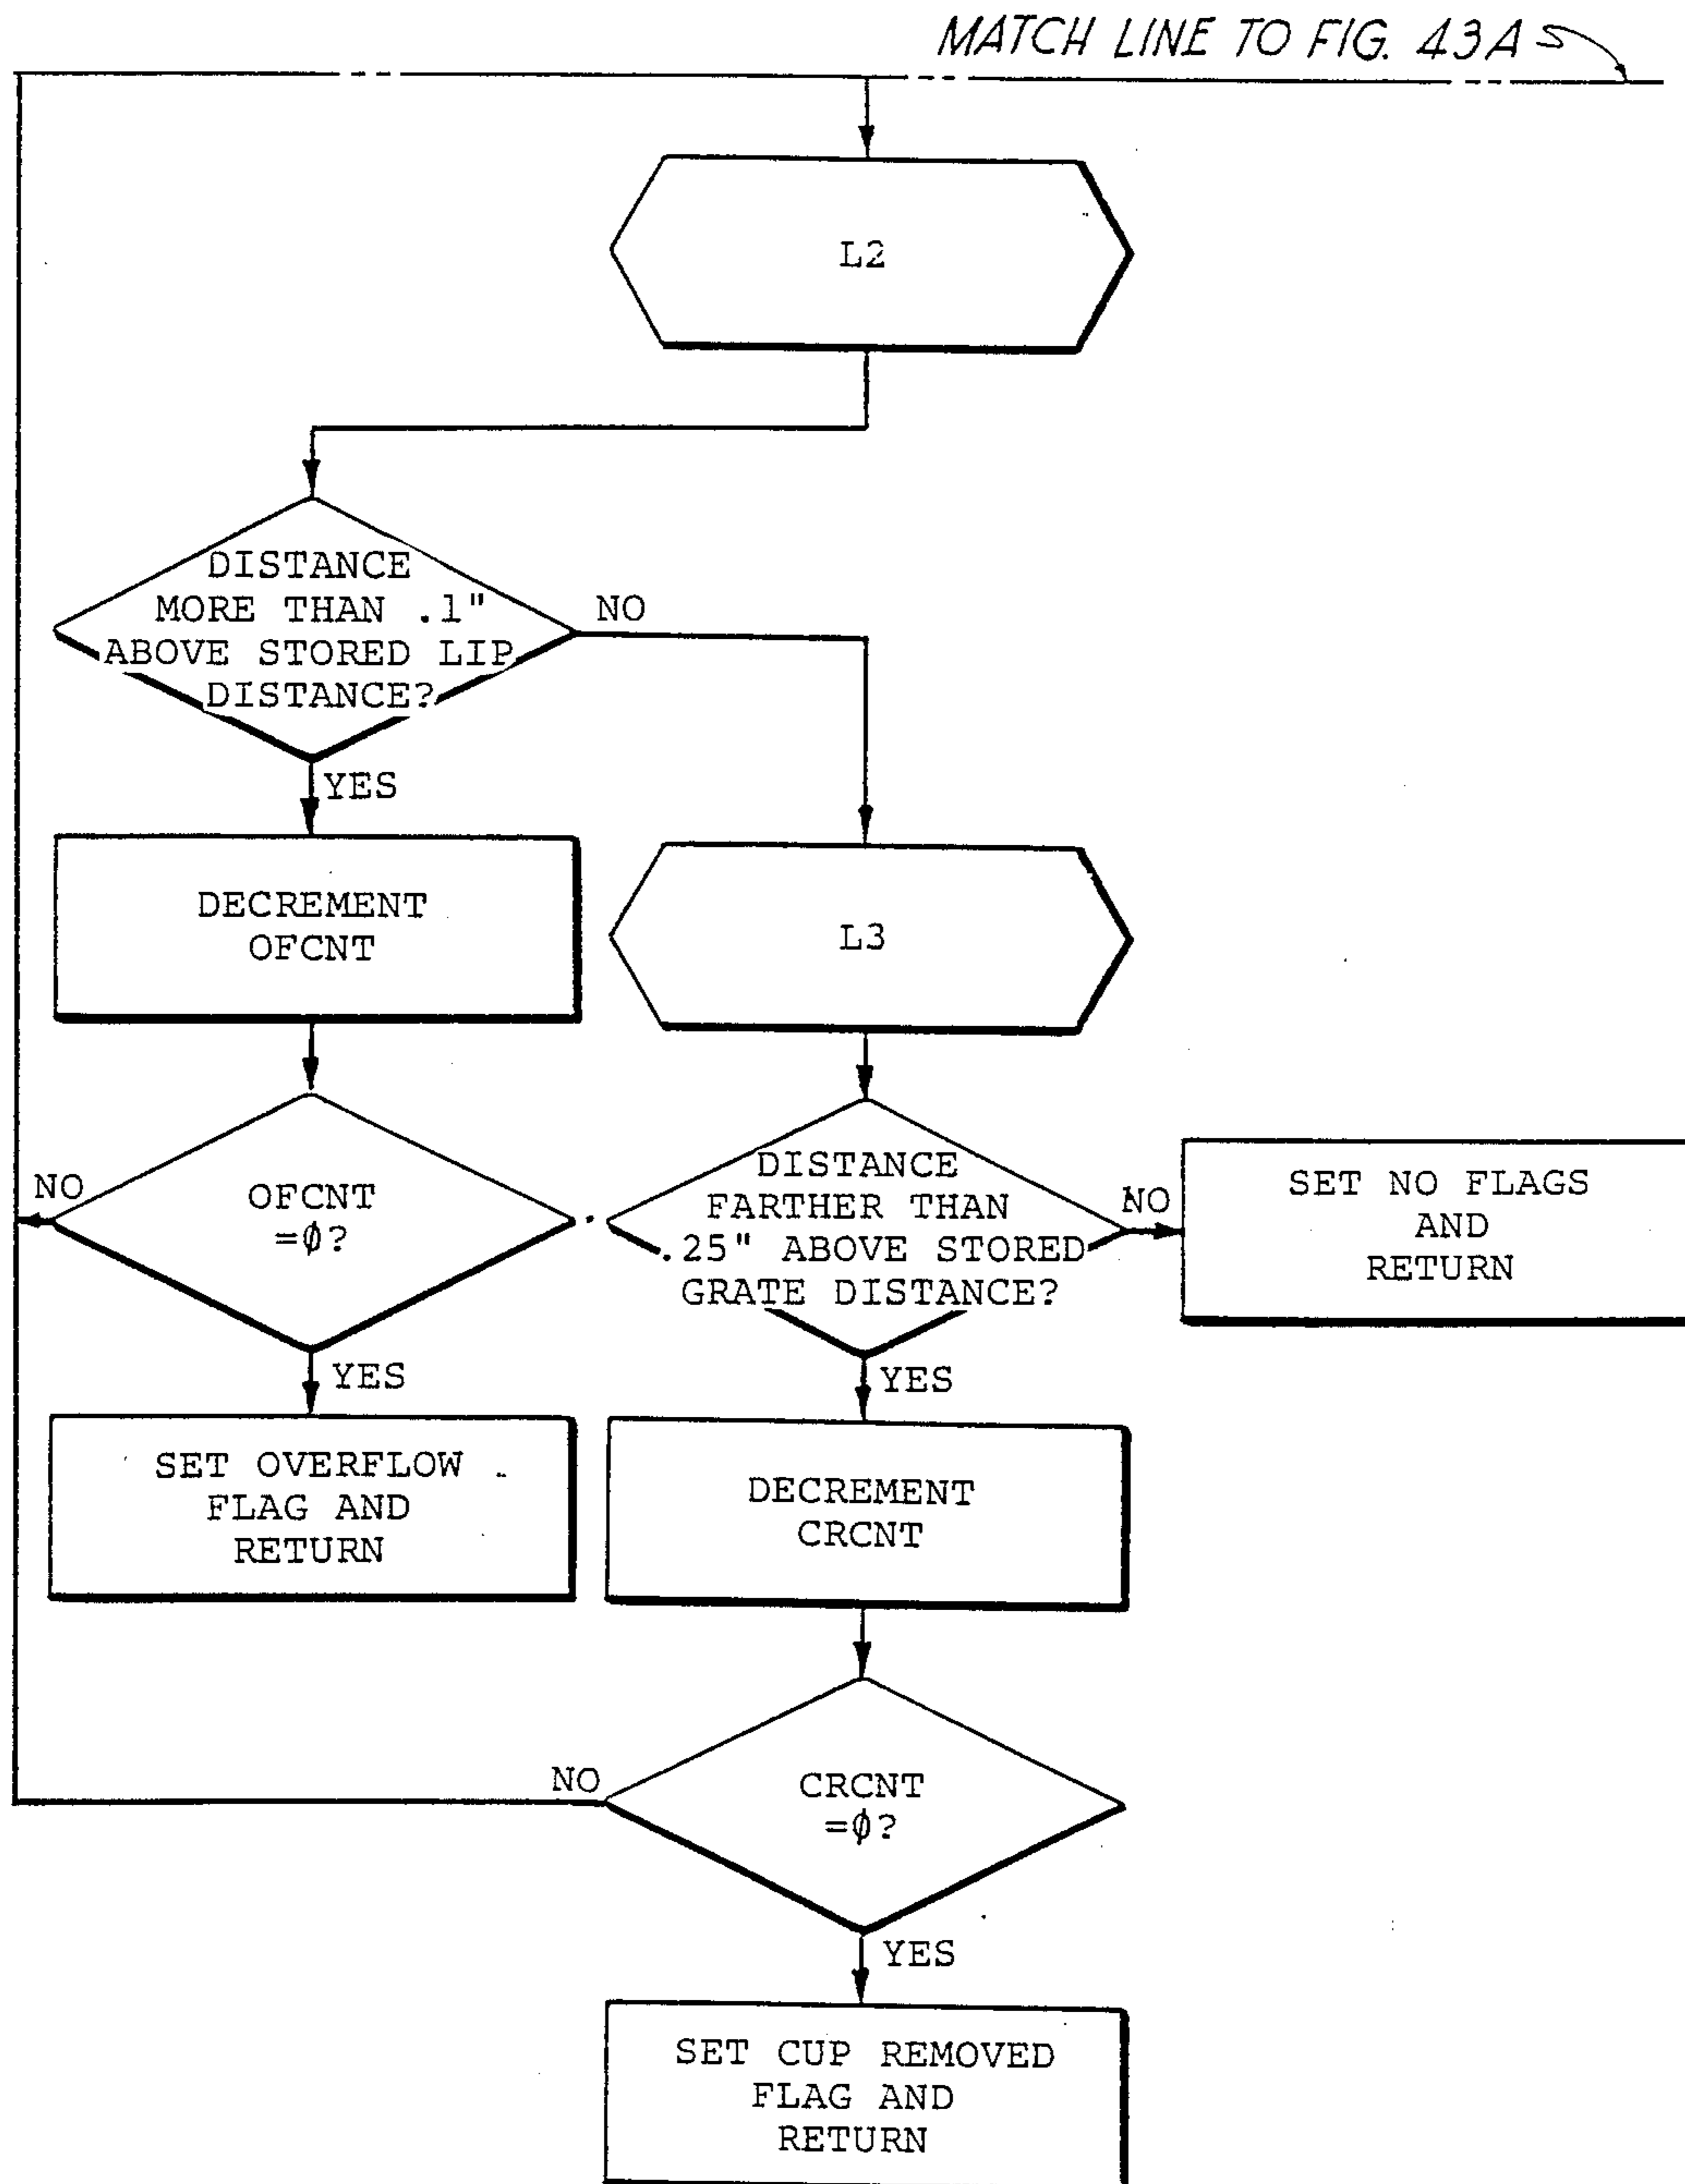 MATCH LINE TO FIG. 43A
L2
DISTANCE
MORE THAN .1"
ABOVE STORED LIP
DISTANCE?
NO
YES
DECREMENT
OFCNT
L3
NO
OFCNT
=∅?
DISTANCE
FARTHER THAN
.25" ABOVE STORED
GRATE DISTANCE?
NO
SET NO FLAGS
AND
RETURN
YES
YES
SET OVERFLOW
FLAG AND
RETURN
DECREMENT
CRCNT
NO
CRCNT
=∅?
YES
SET CUP REMOVED
FLAG AND
RETURN